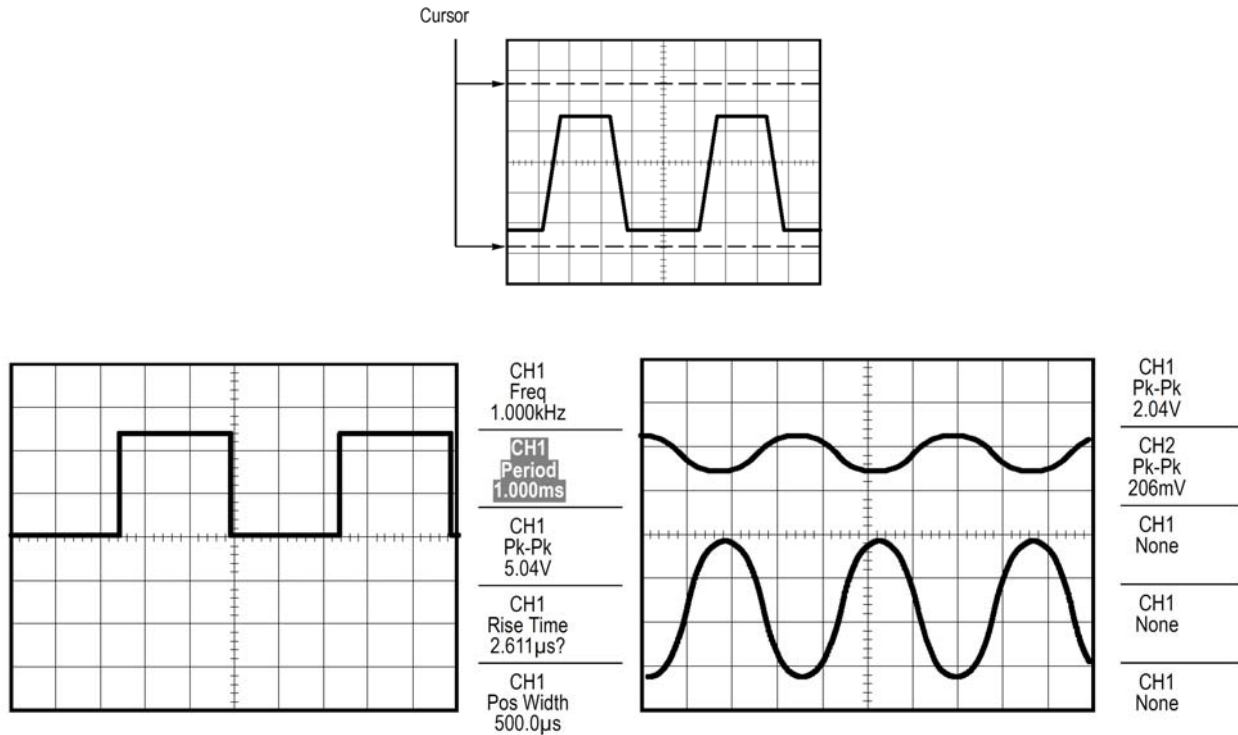 Cursor
CH1
Freq
1.000kHz
CH1
Period
1.000ms
CH1
Pk-Pk
5.04V
CH1
Rise Time
2.611µs?
CH1
Pos Width
500.0µs
CH1
Pk-Pk
2.04V
CH2
Pk-Pk
206mV
CH1
None
CH1
None
CH1
None